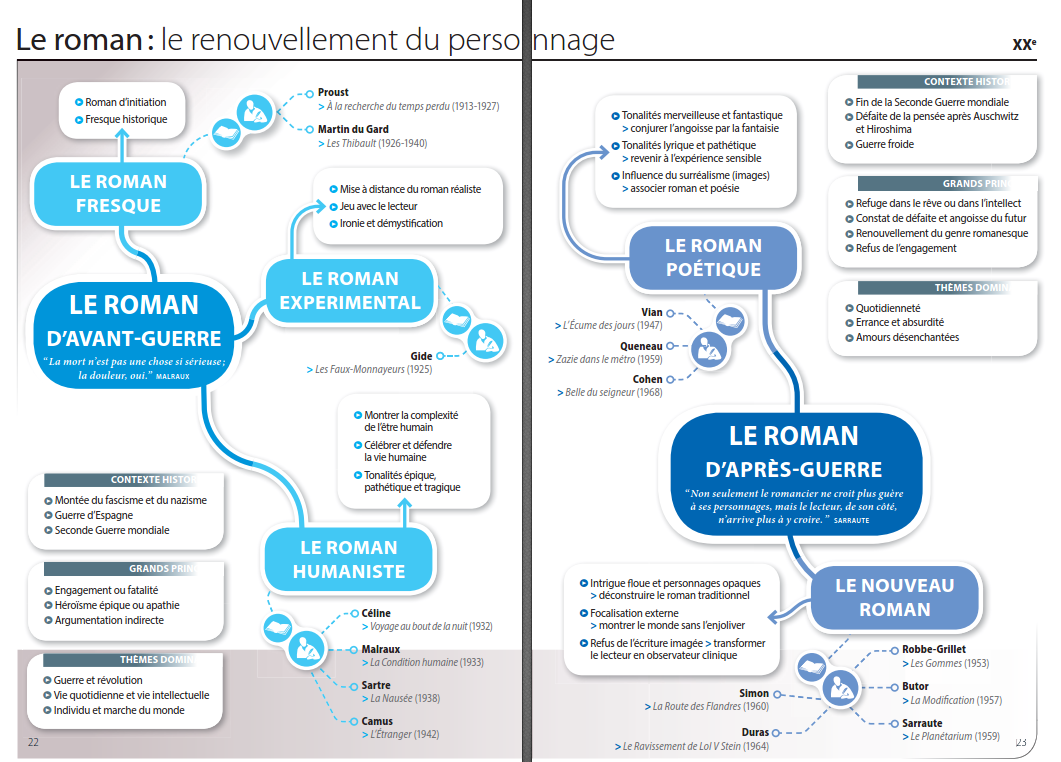 Le roman : le renouvellement du personnage
XXe
Roman d'initiation
Fresque historique
Proust
> À la recherche du temps perdu (1913-1927)
Martin du Gard
> Les Thibault (1926-1940)
LE ROMAN
FRESQUE
Mise à distance du roman réaliste
Jeu avec le lecteur
Ironie et démystification
LE ROMAN
EXPERIMENTAL
LE ROMAN
D'AVANT-GUERRE
“La mort n'est pas une chose si sérieuse ;
la douleur, oui.” MALRAUX
Gide
> Les Faux-Monnayeurs (1925)
Montrer la complexité
de l'être humain
Célébrer et défendre
la vie humaine
Tonalités épique,
pathétique et tragique
CONTEXTE HISTO
Montée du fascisme et du nazisme
Guerre d'Espagne
Seconde Guerre mondiale
LE ROMAN
HUMANISTE
GRANDS PRIN
Engagement ou fatalité
Héroïsme épique ou apathie
Argumentation indirecte
Céline
> Voyage au bout de la nuit (1932)
Malraux
> La Condition humaine (1933)
Sartre
> La Nausée (1938)
Camus
> L'Étranger (1942)
THÈMES DOMIN
Guerre et révolution
Vie quotidienne et vie intellectuelle
Individu et marche du monde
22
Tonalités merveilleuse et fantastique
> conjurer l'angoisse par la fantaisie
Tonalités lyrique et pathétique
> revenir à l'expérience sensible
Influence du surréalisme (images)
> associer roman et poésie
CONTEXTE HISTO
Fin de la Seconde Guerre mondiale
Défaite de la pensée après Auschwitz
et Hiroshima
Guerre froide
GRANDS PRIN
Refuge dans le rêve ou dans l'intellect
Constat de défaite et angoisse du futur
Renouvellement du genre romanesque
Refus de l'engagement
THÈMES DOMIN
Quotidienneté
Errance et absurdité
Amours désenchantées
LE ROMAN
POÉTIQUE
Vian
> L'Écume des jours (1947)
Queneau
> Zazie dans le métro (1959)
Cohen
> Belle du seigneur (1968)
LE ROMAN
D'APRÈS-GUERRE
“Non seulement le romancier ne croit plus guère
à ses personnages, mais le lecteur, de son côté,
n'arrive plus à y croire.” SARRAUTE
Intrigue floue et personnages opaques
> déconstruire le roman traditionnel
Focalisation externe
> montrer le monde sans l'enjoliver
Refus de l'écriture imagée > transformer
le lecteur en observateur clinique
LE NOUVEAU
ROMAN
Robbe-Grillet
> Les Gommes (1953)
Butor
> La Modification (1957)
Sarraute
> Le Planétarium (1959)
Simon
> La Route des Flandres (1960)
Duras
> Le Ravissement de Lol V Stein (1964)
23